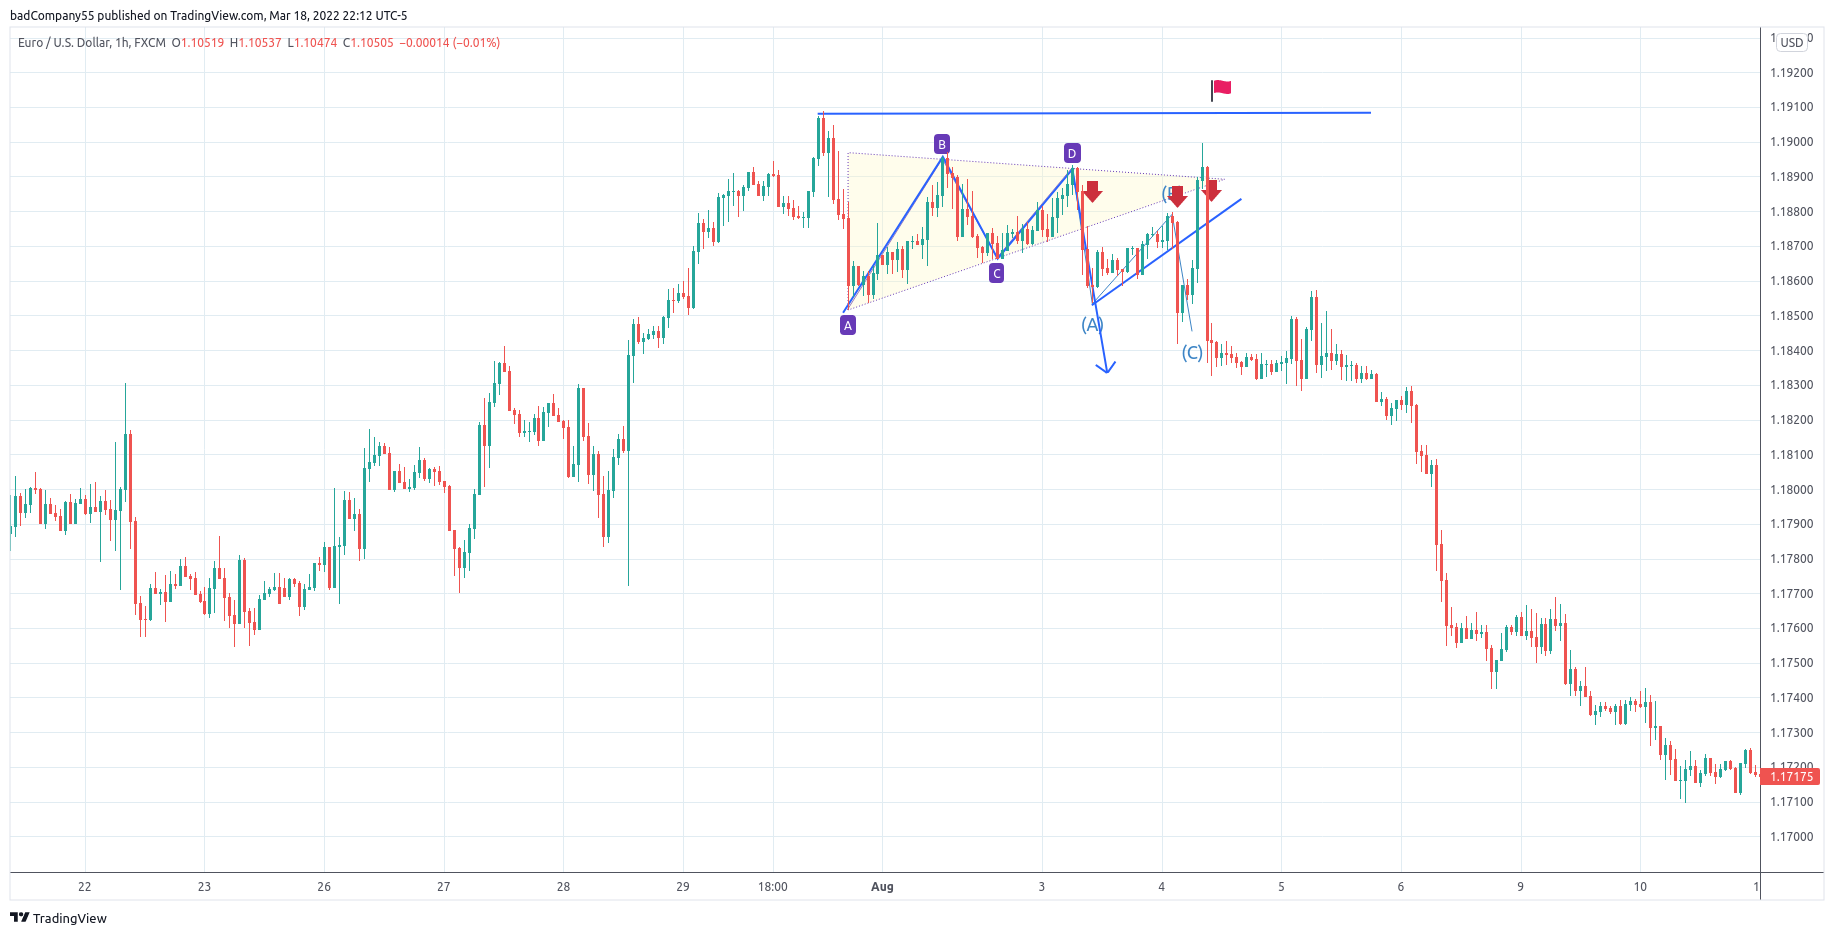 badCompany55 published on TradingView.com, Mar 18, 2022 22:12 UTC-5
Euro / U.S. Dollar, 1h, FXCM O1.10519 H1.10537 L1.10474 C1.10505 −0.00014 (−0.01%)
USD
1.19200
1.19100
1.19000
1.18900
1.18800
1.18700
1.18600
1.18500
1.18400
1.18300
1.18200
1.18100
1.18000
1.17900
1.17800
1.17700
1.17600
1.17500
1.17400
1.17300
1.17200
1.17175
1.17100
1.17000
B
D
C
A
(A)
(C)
22 23 26 27 28 29 18:00 Aug 3 4 5 6 9 10
TradingView